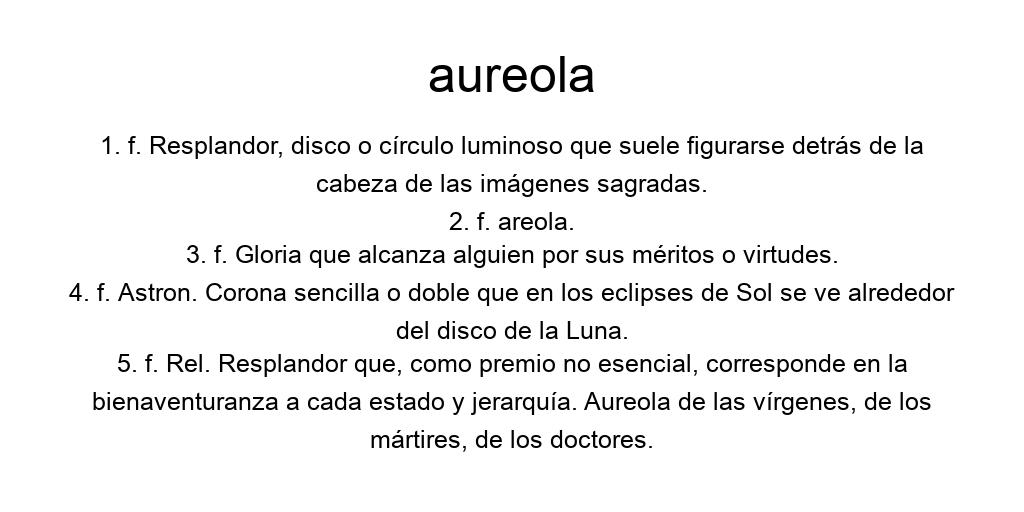 aureola
1. f. Resplandor, disco o círculo luminoso que suele figurarse detrás de la
cabeza de las imágenes sagradas.
2. f. areola.
3. f. Gloria que alcanza alguien por sus méritos o virtudes.
4. f. Astron. Corona sencilla o doble que en los eclipses de Sol se ve alrededor
del disco de la Luna.
5. f. Rel. Resplandor que, como premio no esencial, corresponde en la
bienaventuranza a cada estado y jerarquía. Aureola de las vírgenes, de los
mártires, de los doctores.